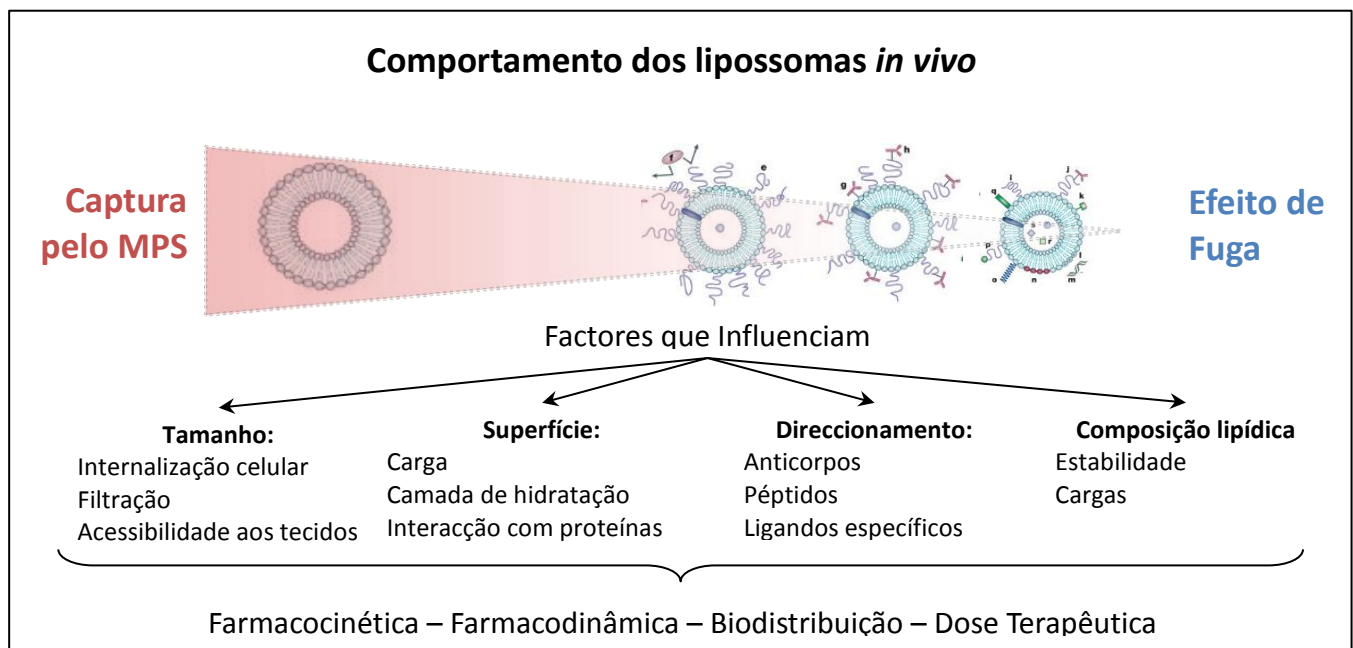 Comportamento dos lipossomas in vivo
Captura
pelo MPS
f
e
g
h
i
j
k
l
m
n
o
p
q
r
s
Efeito de
Fuga
Factores que Influenciam
Tamanho:
Internalização celular
Filtração
Acessibilidade aos tecidos
Superfície:
Carga
Camada de hidratação
Interacção com proteínas
Direccionamento:
Anticorpos
Péptidos
Ligandos específicos
Composição lipídica
Estabilidade
Cargas
Farmacocinética – Farmacodinâmica – Biodistribuição – Dose Terapêutica